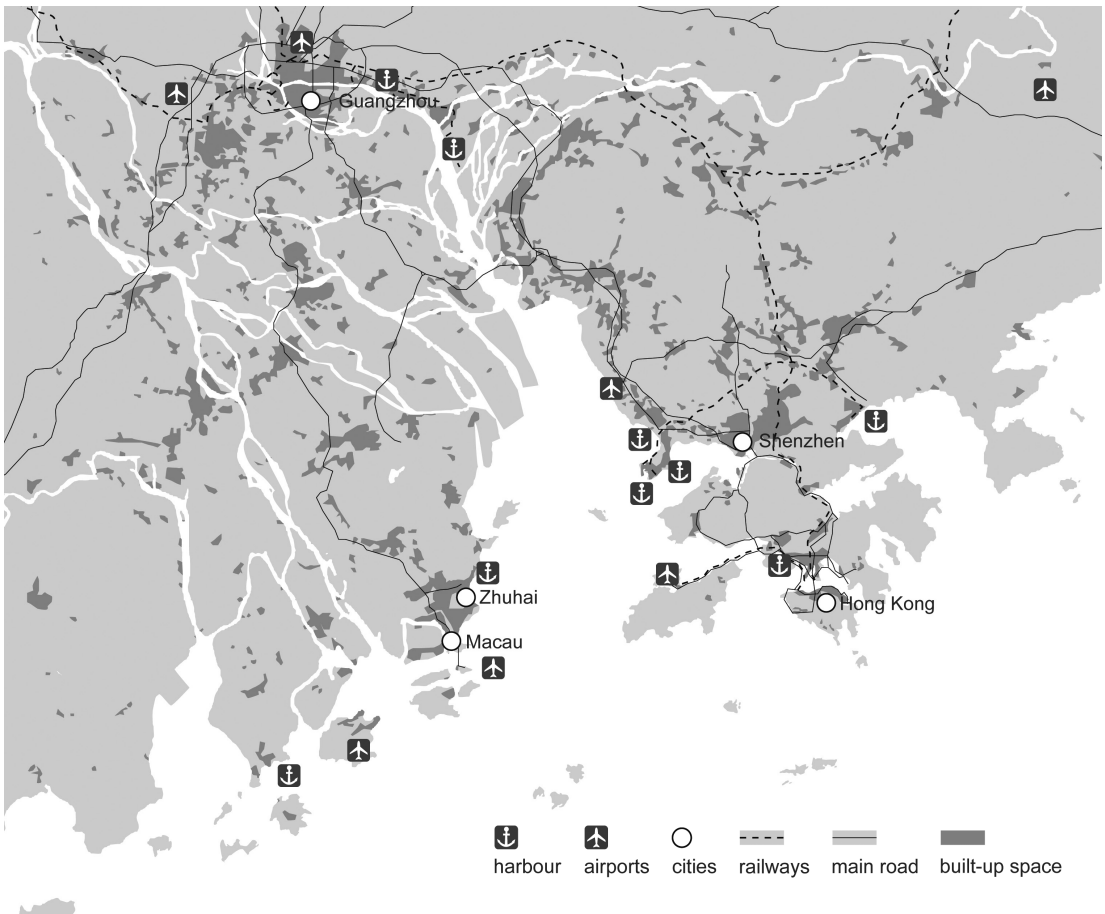 Guangzhou
Shenzhen
Zhuhai
Hong Kong
Macau
harbour airports cities railways main road built-up space